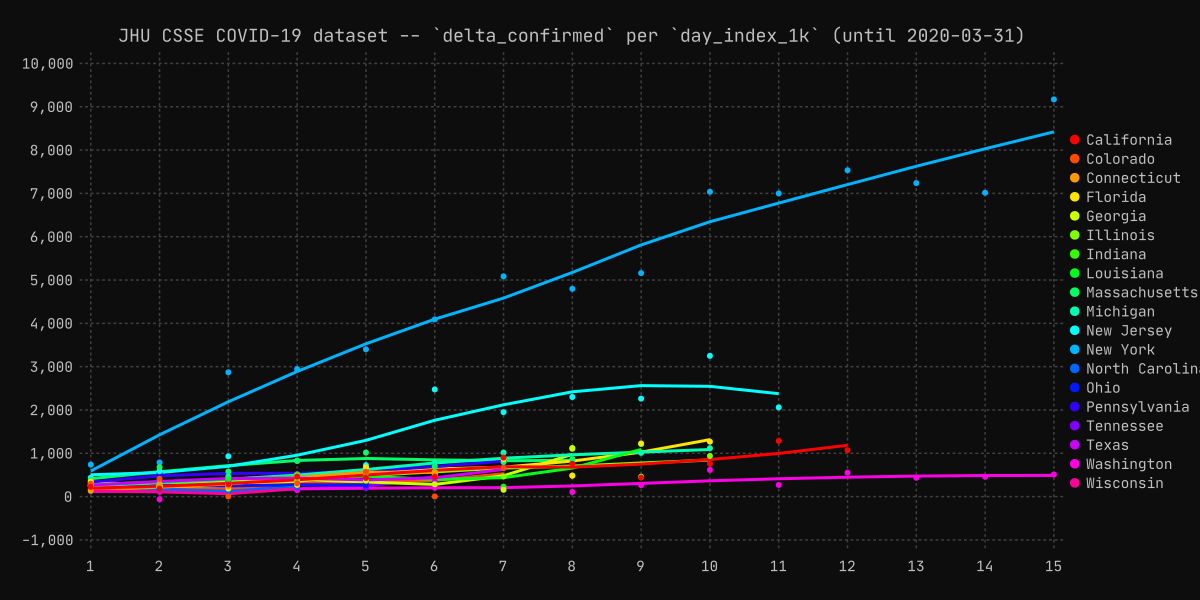 JHU CSSE COVID-19 dataset -- `delta_confirmed` per `day_index_1k` (until 2020-03-31)
10,000
9,000
8,000
7,000
6,000
5,000
4,000
3,000
2,000
1,000
0
-1,000
1 2 3 4 5 6 7 8 9 10 11 12 13 14 15
California
Colorado
Connecticut
Florida
Georgia
Illinois
Indiana
Louisiana
Massachusetts
Michigan
New Jersey
New York
North Carolina
Ohio
Pennsylvania
Tennessee
Texas
Washington
Wisconsin